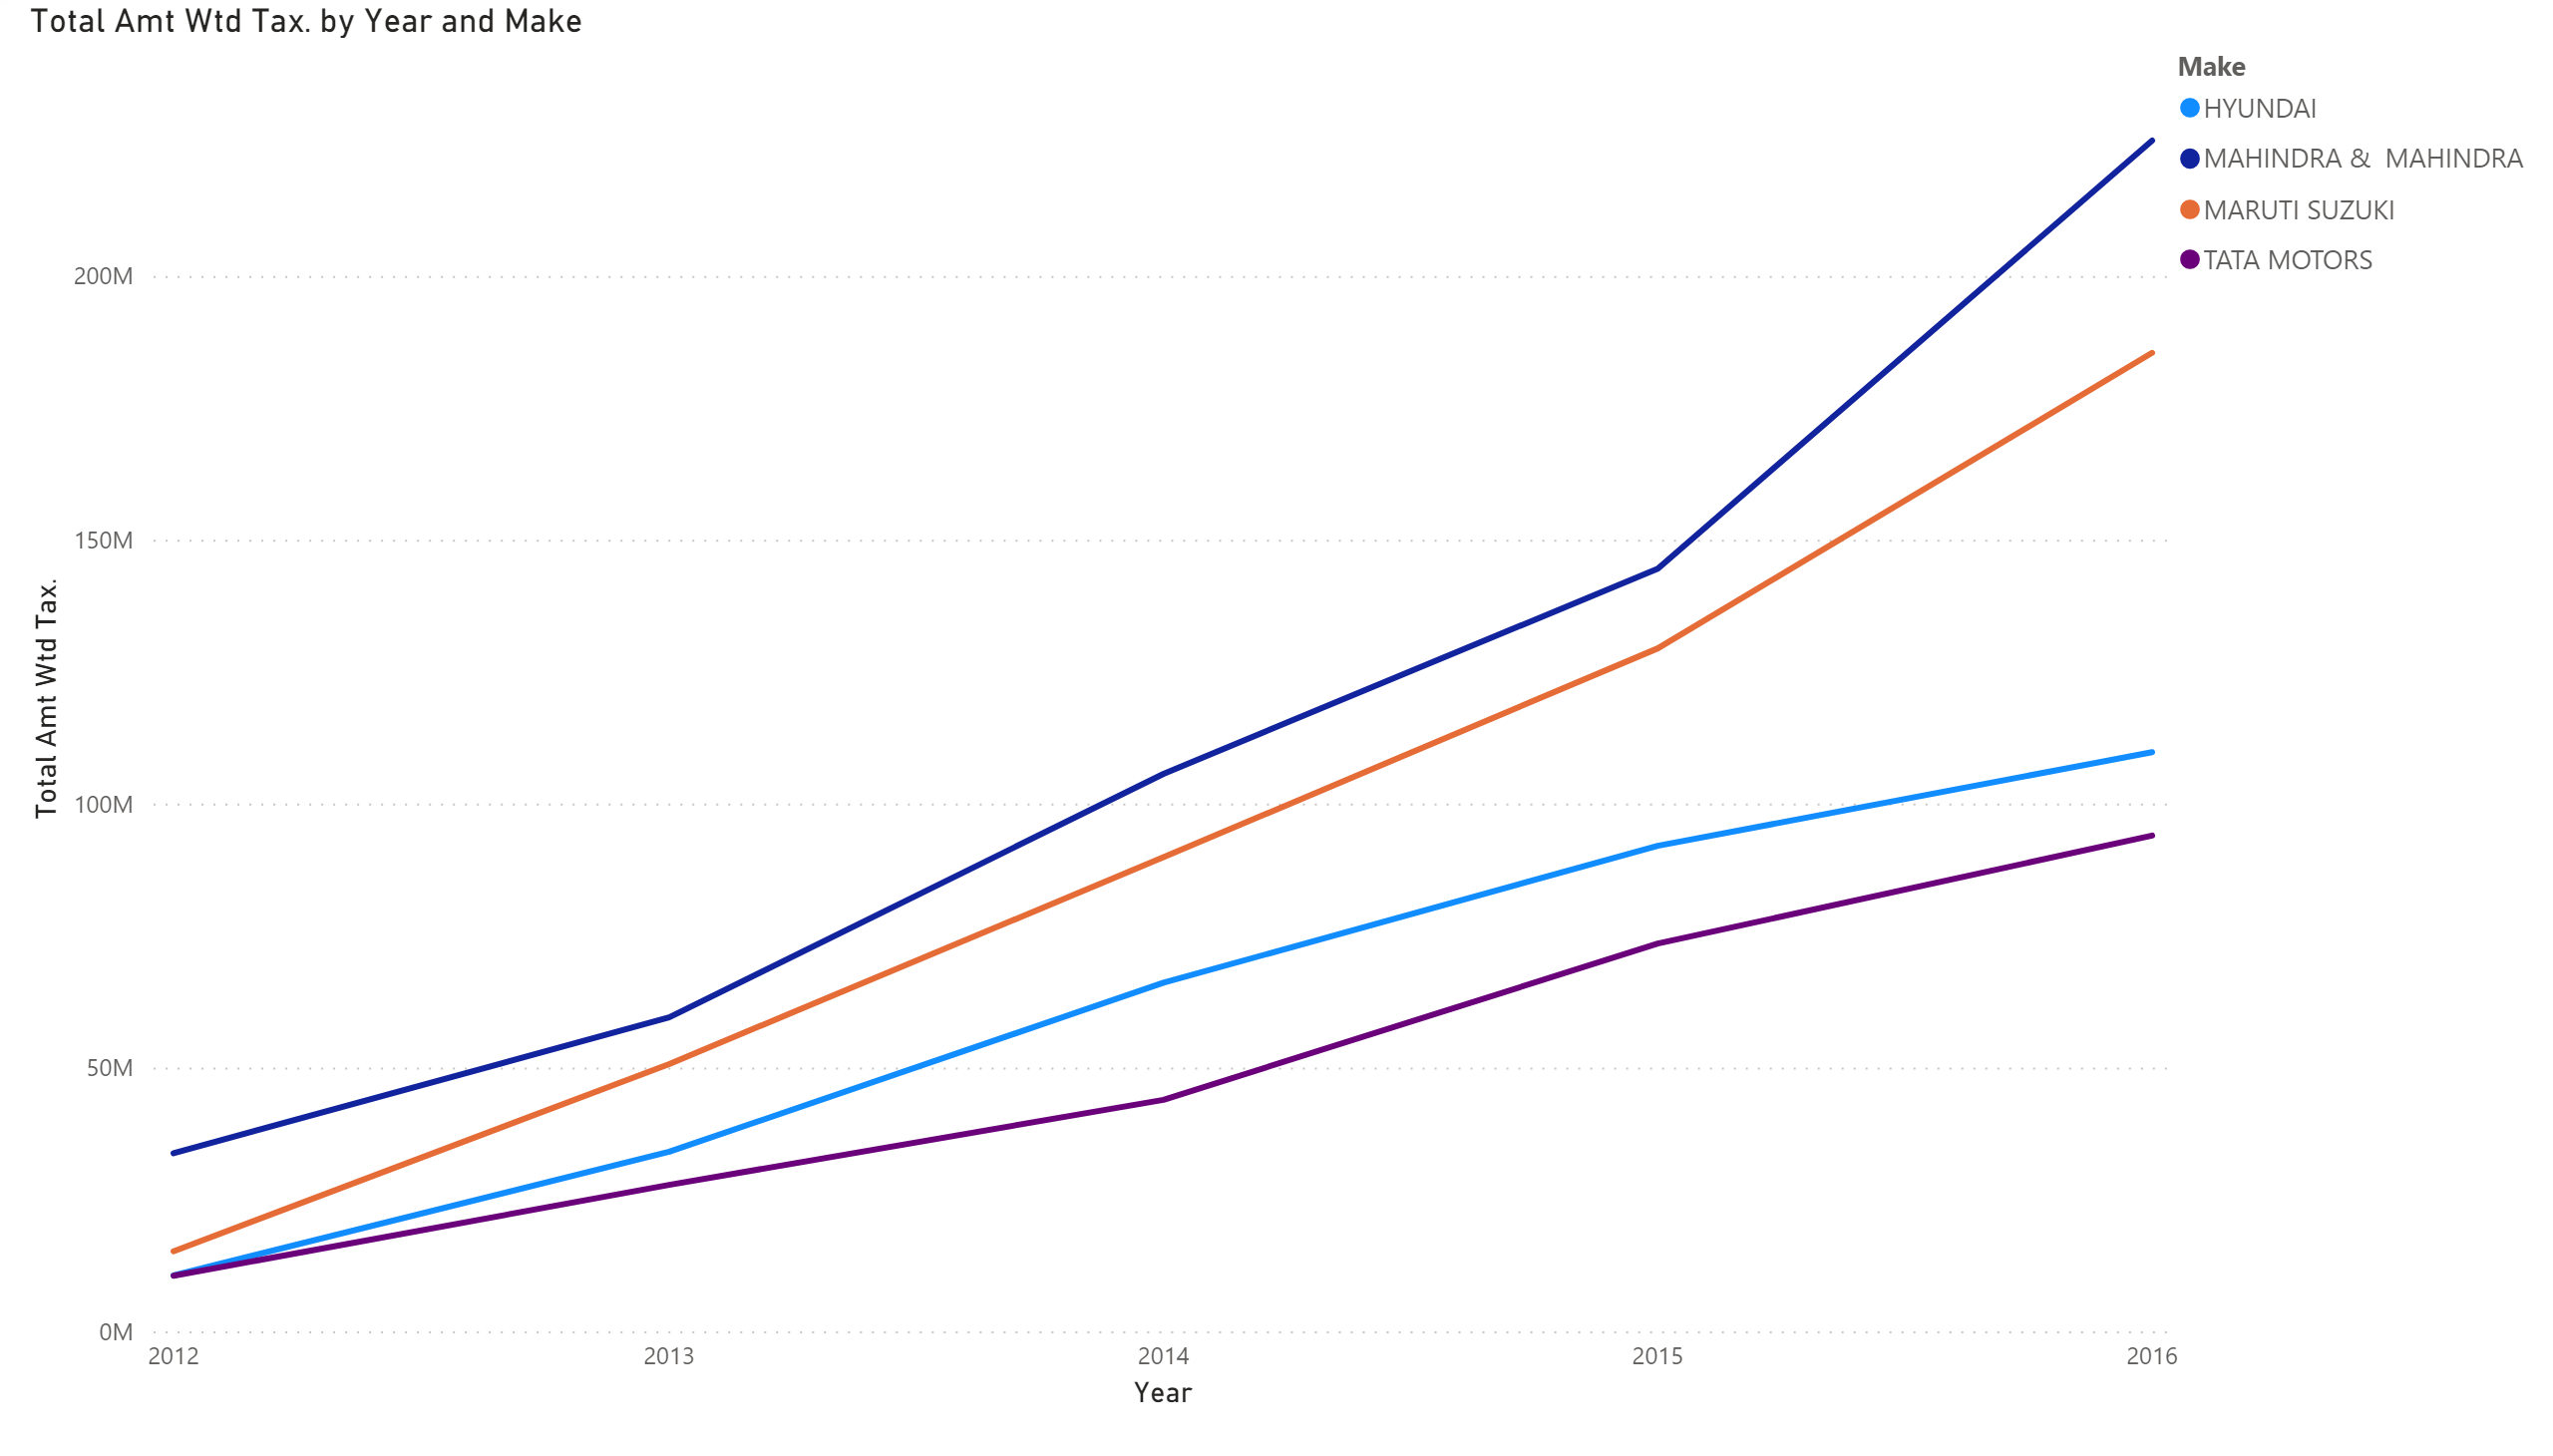 Total Amt Wtd Tax. by Year and Make
Make
HYUNDAI
MAHINDRA &  MAHINDRA
MARUTI SUZUKI
TATA MOTORS
200M
150M
100M
50M
0M
Total Amt Wtd Tax.
2012 2013 2014 2015 2016
Year